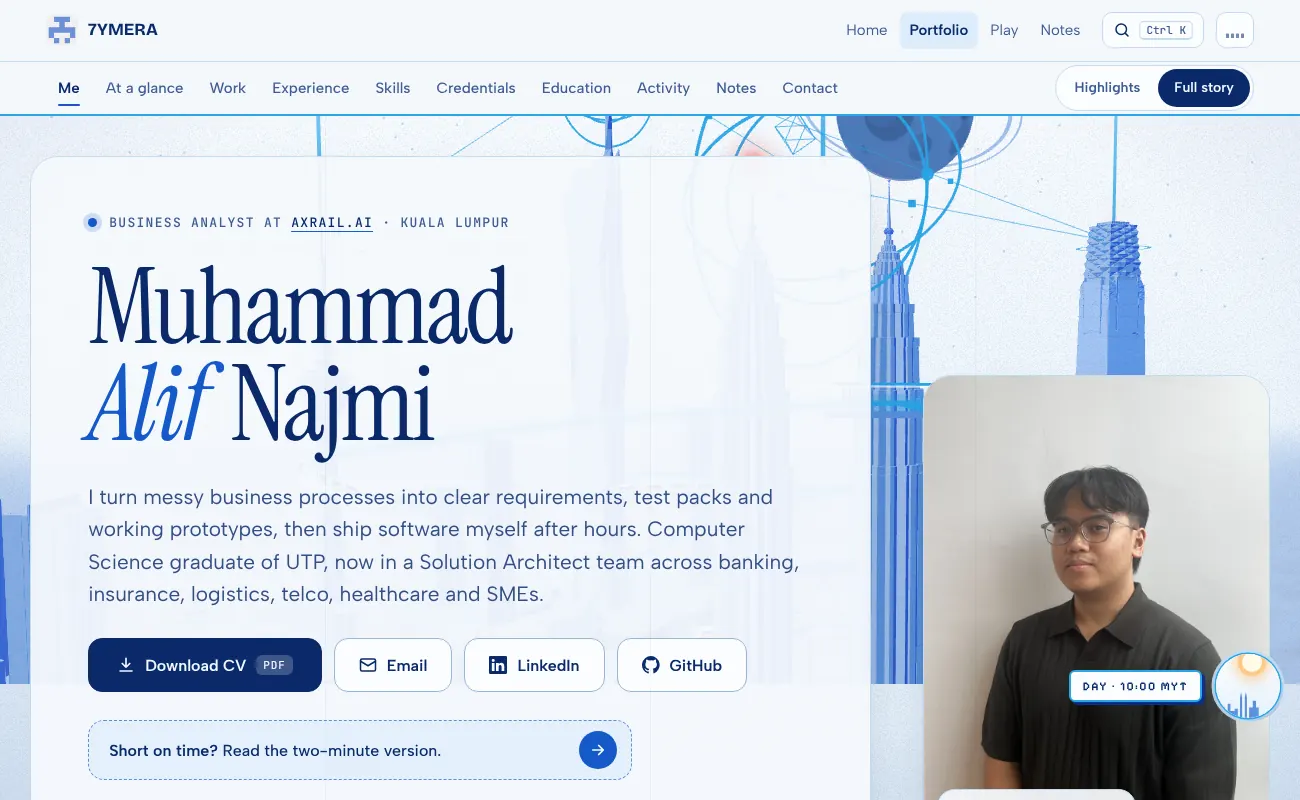 7YMERA
Home
Portfolio
Play
Notes
Ctrl K
Me
At a glance
Work
Experience
Skills
Credentials
Education
Activity
Notes
Contact
Highlights
Full story
BUSINESS ANALYST AT AXRAIL.AI · KUALA LUMPUR
Muhammad
Alif Najmi
I turn messy business processes into clear requirements, test packs and
working prototypes, then ship software myself after hours. Computer
Science graduate of UTP, now in a Solution Architect team across banking,
insurance, logistics, telco, healthcare and SMEs.
Download CV PDF
Email
LinkedIn
GitHub
DAY · 10:00 MYT
Short on time? Read the two-minute version.